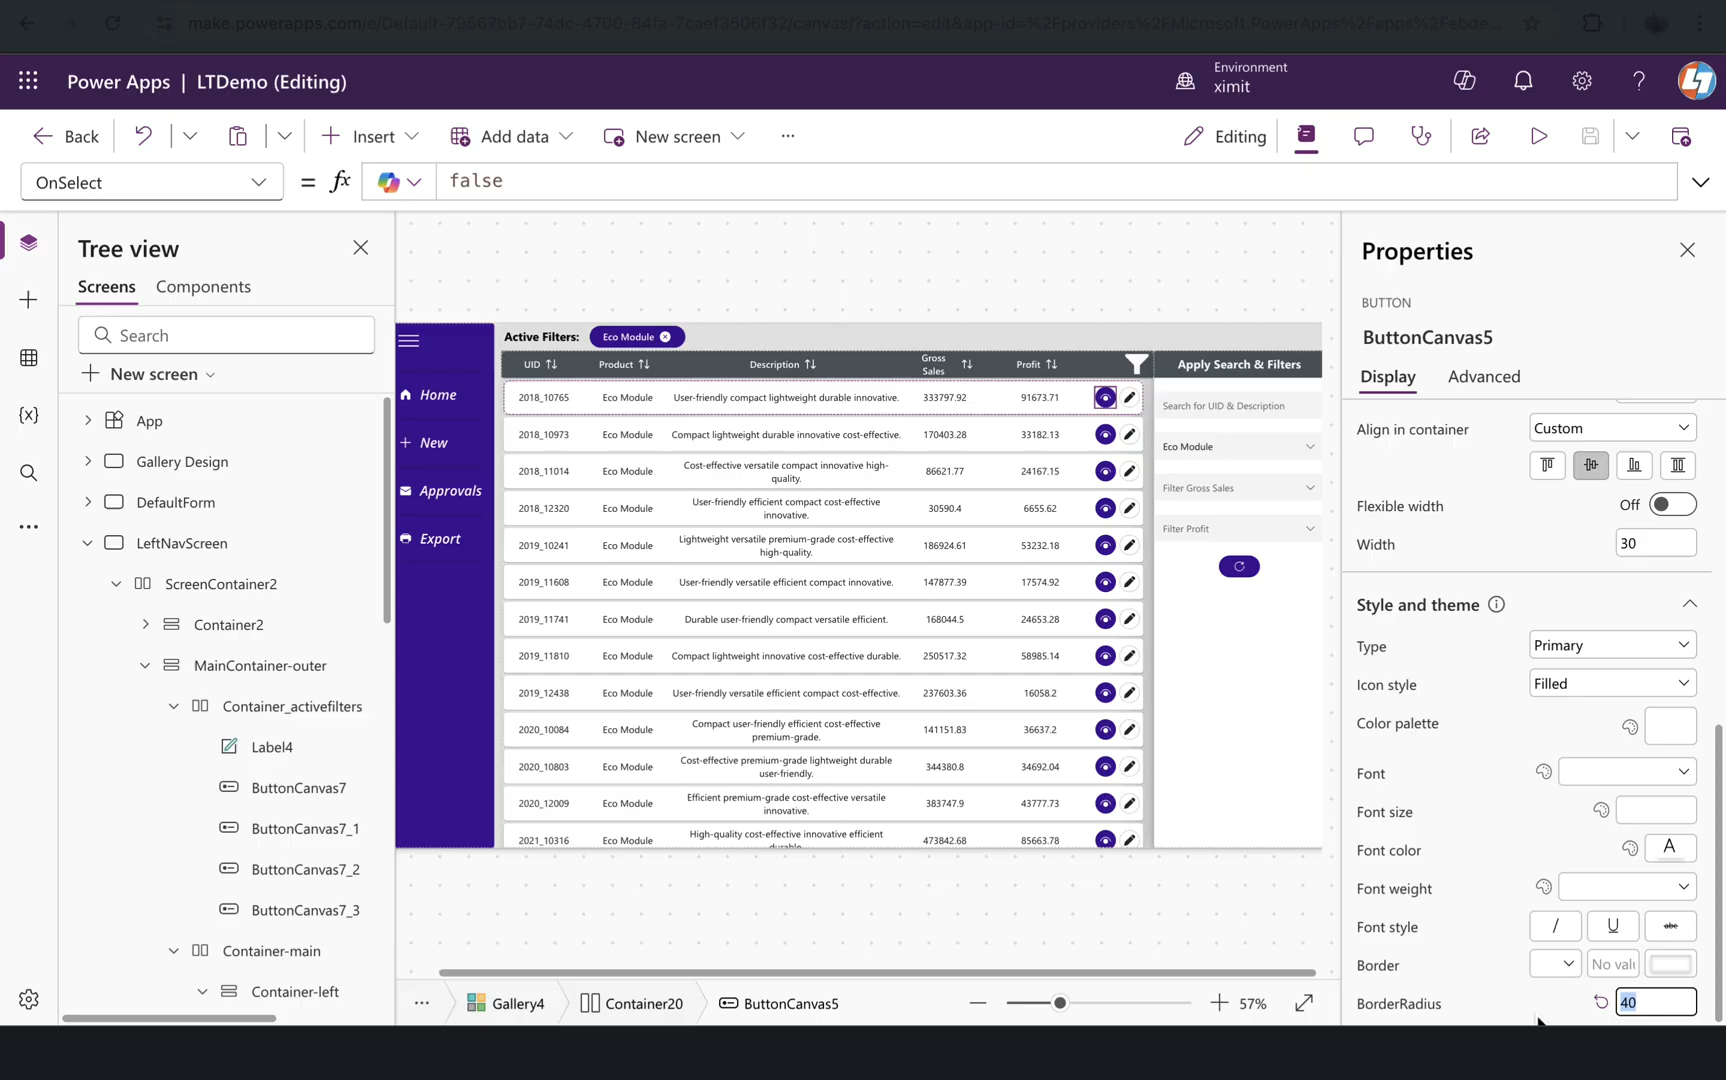 make.powerapps.com/e/Default-79567bb7-74dc-4700-84fa-7caef3506f32/canvas/?action=edit&app-id=%2Fproviders%2FMicrosoft.PowerApps%2Fapps%2Febde...
Power Apps | LTDemo (Editing)
Environment
ximit
Back
Insert
Add data
New screen
Editing
OnSelect
= fx
false
Tree view
Screens
Components
Search
New screen
App
Gallery Design
DefaultForm
LeftNavScreen
ScreenContainer2
Container2
MainContainer-outer
Container_activefilters
Label4
ButtonCanvas7
ButtonCanvas7_1
ButtonCanvas7_2
ButtonCanvas7_3
Container-main
Container-left
Home
New
Approvals
Export
Active Filters: Eco Module
UID Product Description Gross Sales Profit
2018_10765 Eco Module User-friendly compact lightweight durable innovative. 333797.92 91673.71
2018_10973 Eco Module Compact lightweight durable innovative cost-effective. 170403.28 33182.13
2018_11014 Eco Module Cost-effective versatile compact innovative high-quality. 86621.77 24167.15
2018_12320 Eco Module User-friendly efficient compact cost-effective innovative. 30590.4 6655.62
2019_10241 Eco Module Lightweight versatile premium-grade cost-effective high-quality. 186924.61 53232.18
2019_11608 Eco Module User-friendly versatile efficient compact innovative. 147877.39 17574.92
2019_11741 Eco Module Durable user-friendly compact versatile efficient. 168044.5 24653.28
2019_11810 Eco Module Compact lightweight innovative cost-effective durable. 250517.32 58985.14
2019_12438 Eco Module User-friendly versatile efficient compact cost-effective. 237603.36 16058.2
2020_10084 Eco Module Compact user-friendly efficient cost-effective premium-grade. 141151.83 36637.2
2020_10803 Eco Module Cost-effective premium-grade lightweight durable user-friendly. 344380.8 34692.04
2020_12009 Eco Module Efficient premium-grade cost-effective versatile innovative. 383747.9 43777.73
2021_10316 Eco Module High-quality cost-effective innovative efficient durable. 473842.68 85663.78
Apply Search & Filters
Search for UID & Description
Eco Module
Filter Gross Sales
Filter Profit
Gallery4
Container20
ButtonCanvas5
57%
Properties
BUTTON
ButtonCanvas5
Display
Advanced
Align in container Custom
Flexible width Off
Width 30
Style and theme
Type Primary
Icon style Filled
Color palette
Font
Font size
Font color A
Font weight
Font style / U abc
Border No valu
BorderRadius 40